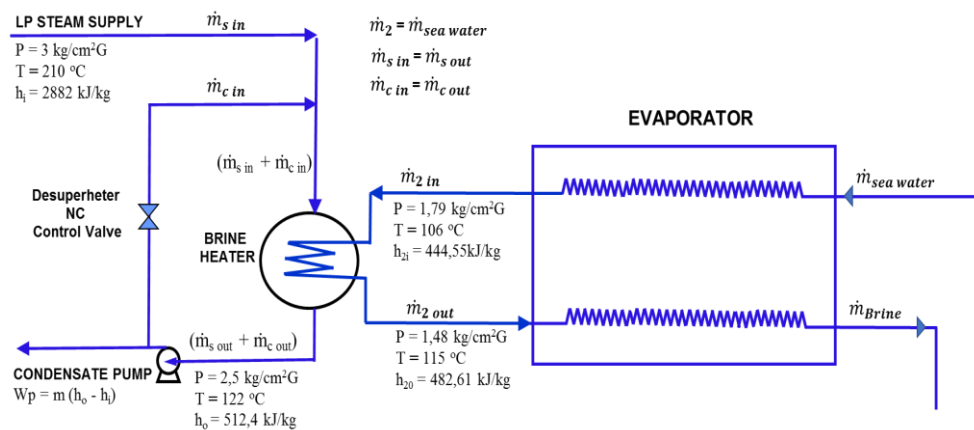 LP STEAM SUPPLY
ṁs in
P = 3 kg/cm²G
T = 210 ºC
hi = 2882 kJ/kg
ṁc in
ṁ2 = ṁsea water
ṁs in = ṁs out
ṁc in = ṁc out
(ṁs in + ṁc in)
Desuperheter
NC
Control Valve
BRINE
HEATER
EVAPORATOR
ṁ2 in
P = 1,79 kg/cm²G
T = 106 ºC
h2i = 444,55kJ/kg
ṁsea water
ṁ2 out
P = 1,48 kg/cm²G
T = 115 ºC
h20 = 482,61 kJ/kg
ṁBrine
(ṁs out + ṁc out)
P = 2,5 kg/cm²G
T = 122 ºC
ho = 512,4 kJ/kg
CONDENSATE PUMP
Wp = m (ho - hi)